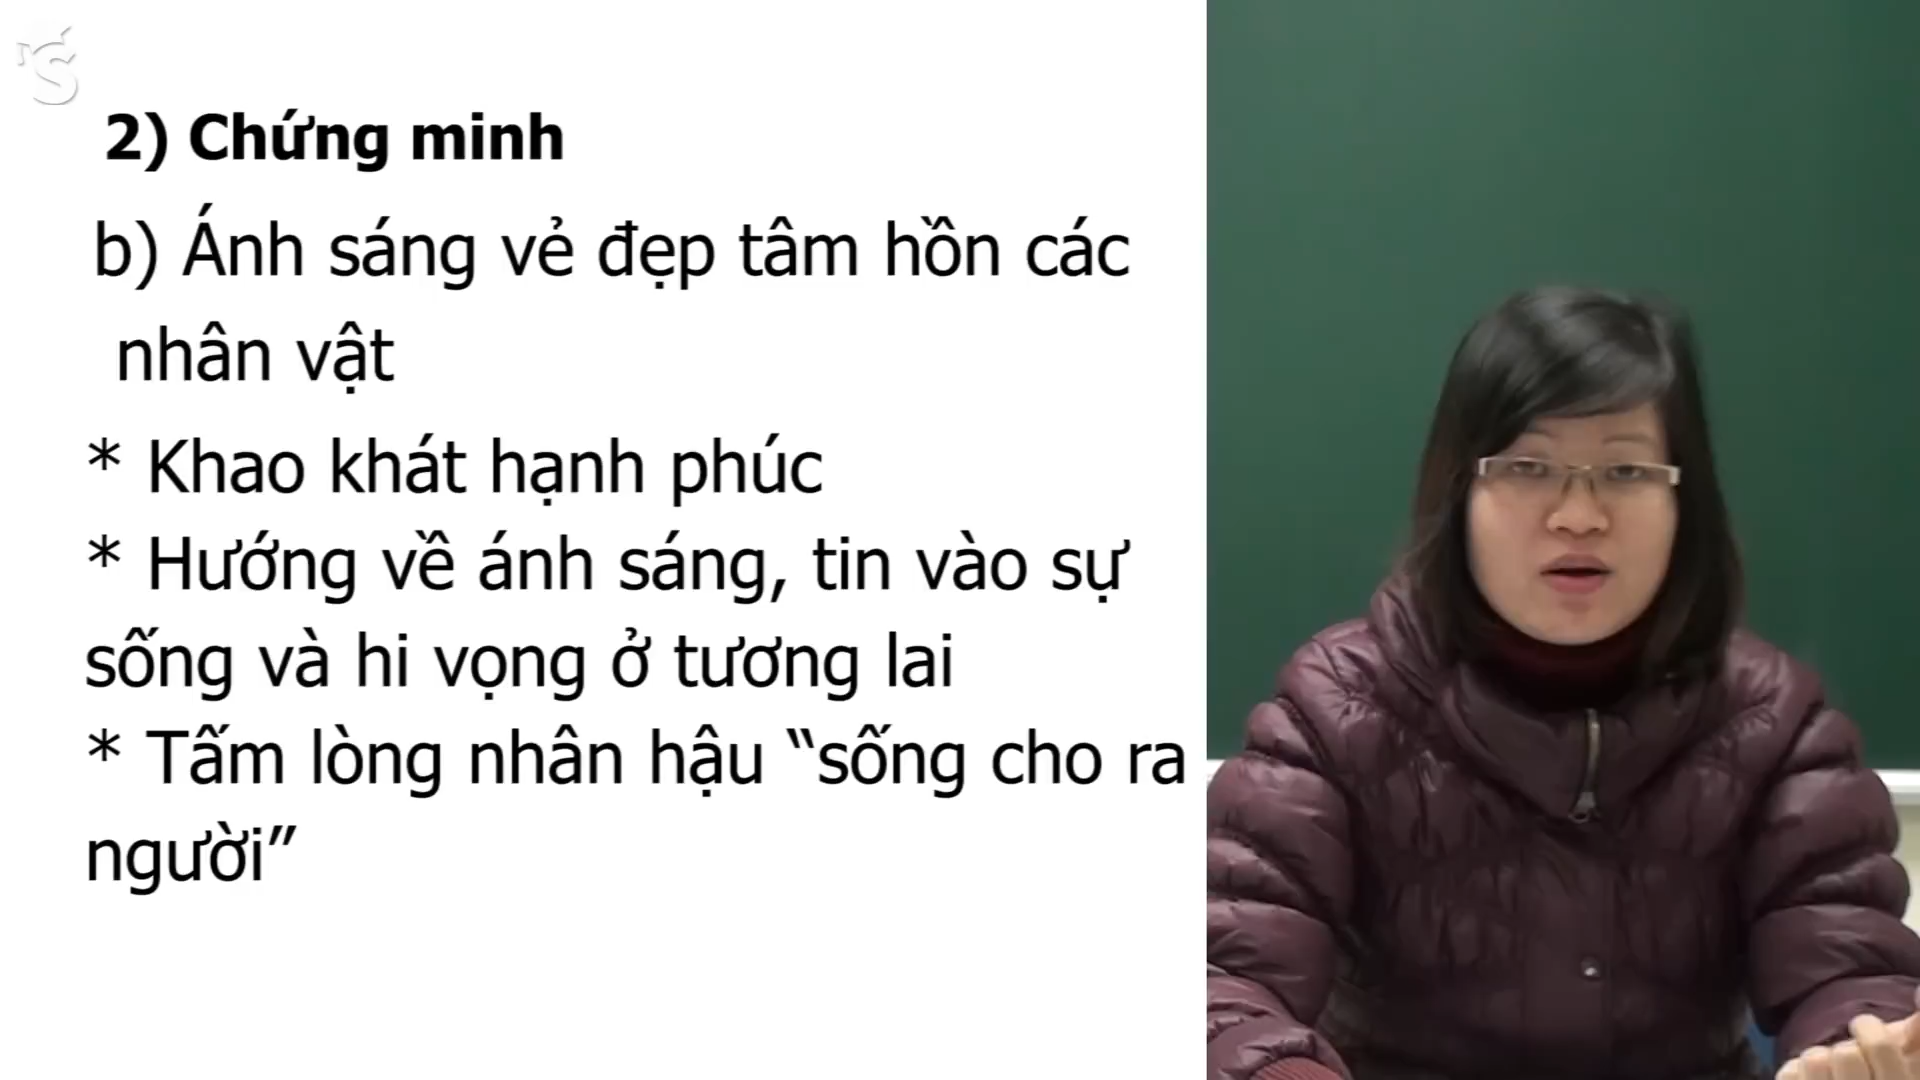 2) Chứng minh
b) Ánh sáng vẻ đẹp tâm hồn các
nhân vật
* Khao khát hạnh phúc
* Hướng về ánh sáng, tin vào sự
sống và hi vọng ở tương lai
* Tấm lòng nhân hậu “sống cho ra
người”